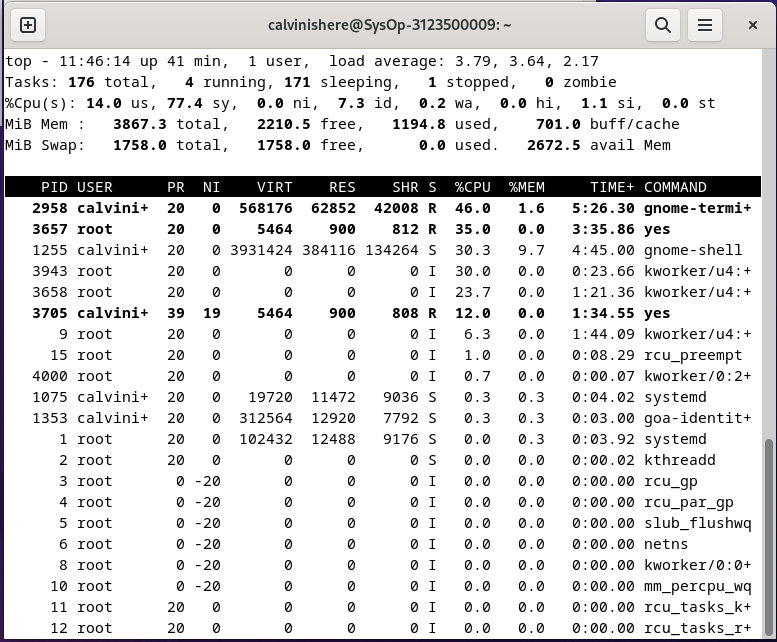 calvinishere@SysOp-3123500009: ~
top - 11:46:14 up 41 min,  1 user,  load average: 3.79, 3.64, 2.17
Tasks: 176 total,   4 running, 171 sleeping,   1 stopped,   0 zombie
%Cpu(s): 14.0 us, 77.4 sy,  0.0 ni,  7.3 id,  0.2 wa,  0.0 hi,  1.1 si,  0.0 st
MiB Mem :   3867.3 total,   2210.5 free,   1194.8 used,    701.0 buff/cache
MiB Swap:   1758.0 total,   1758.0 free,      0.0 used.   2672.5 avail Mem
PID USER      PR  NI    VIRT    RES    SHR S  %CPU  %MEM     TIME+ COMMAND
2958 calvini+  20   0  568176  62852  42008 R  46.0   1.6   5:26.30 gnome-termi+
3657 root      20   0    5464    900    812 R  35.0   0.0   3:35.86 yes
1255 calvini+  20   0 3931424 384116 134264 S  30.3   9.7   4:45.00 gnome-shell
3943 root      20   0       0      0      0 I  30.0   0.0   0:23.66 kworker/u4:+
3658 root      20   0       0      0      0 I  23.7   0.0   1:21.36 kworker/u4:+
3705 calvini+  39  19    5464    900    808 R  12.0   0.0   1:34.55 yes
9 root      20   0       0      0      0 I   6.3   0.0   1:44.09 kworker/u4:+
15 root      20   0       0      0      0 I   1.0   0.0   0:08.29 rcu_preempt
4000 root      20   0       0      0      0 I   0.7   0.0   0:00.07 kworker/0:2+
1075 calvini+  20   0   19720  11472   9036 S   0.3   0.3   0:04.02 systemd
1353 calvini+  20   0  312564  12920   7792 S   0.3   0.3   0:03.00 goa-identit+
1 root      20   0  102432  12488   9176 S   0.0   0.3   0:03.92 systemd
2 root      20   0       0      0      0 S   0.0   0.0   0:00.02 kthreadd
3 root       0 -20       0      0      0 I   0.0   0.0   0:00.00 rcu_gp
4 root       0 -20       0      0      0 I   0.0   0.0   0:00.00 rcu_par_gp
5 root       0 -20       0      0      0 I   0.0   0.0   0:00.00 slub_flushwq
6 root       0 -20       0      0      0 I   0.0   0.0   0:00.00 netns
8 root       0 -20       0      0      0 I   0.0   0.0   0:00.00 kworker/0:0+
10 root       0 -20       0      0      0 I   0.0   0.0   0:00.00 mm_percpu_wq
11 root      20   0       0      0      0 I   0.0   0.0   0:00.00 rcu_tasks_k+
12 root      20   0       0      0      0 I   0.0   0.0   0:00.00 rcu_tasks_r+